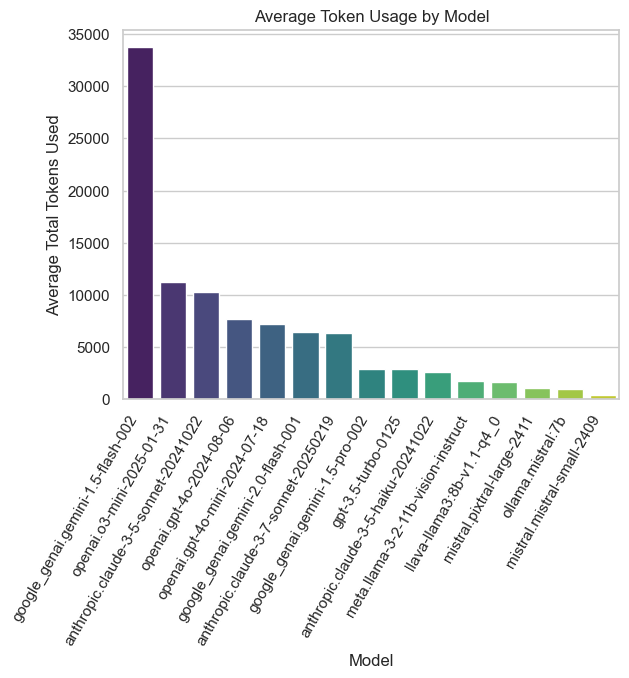 Average Token Usage by Model
Average Total Tokens Used
35000
30000
25000
20000
15000
10000
5000
0
google_genai.gemini-1.5-flash-002
openai.o3-mini-2025-01-31
anthropic.claude-3-5-sonnet-20241022
openai.gpt-4o-2024-08-06
openai.gpt-4o-mini-2024-07-18
google_genai.gemini-2.0-flash-001
anthropic.claude-3-7-sonnet-20250219
google_genai.gemini-1.5-pro-002
gpt-3.5-turbo-0125
anthropic.claude-3-5-haiku-20241022
meta.llama-3-2-11b-vision-instruct
llava-llama3:8b-v1.1-q4_0
mistral.pixtral-large-2411
ollama.mistral:7b
mistral.mistral-small-2409
Model